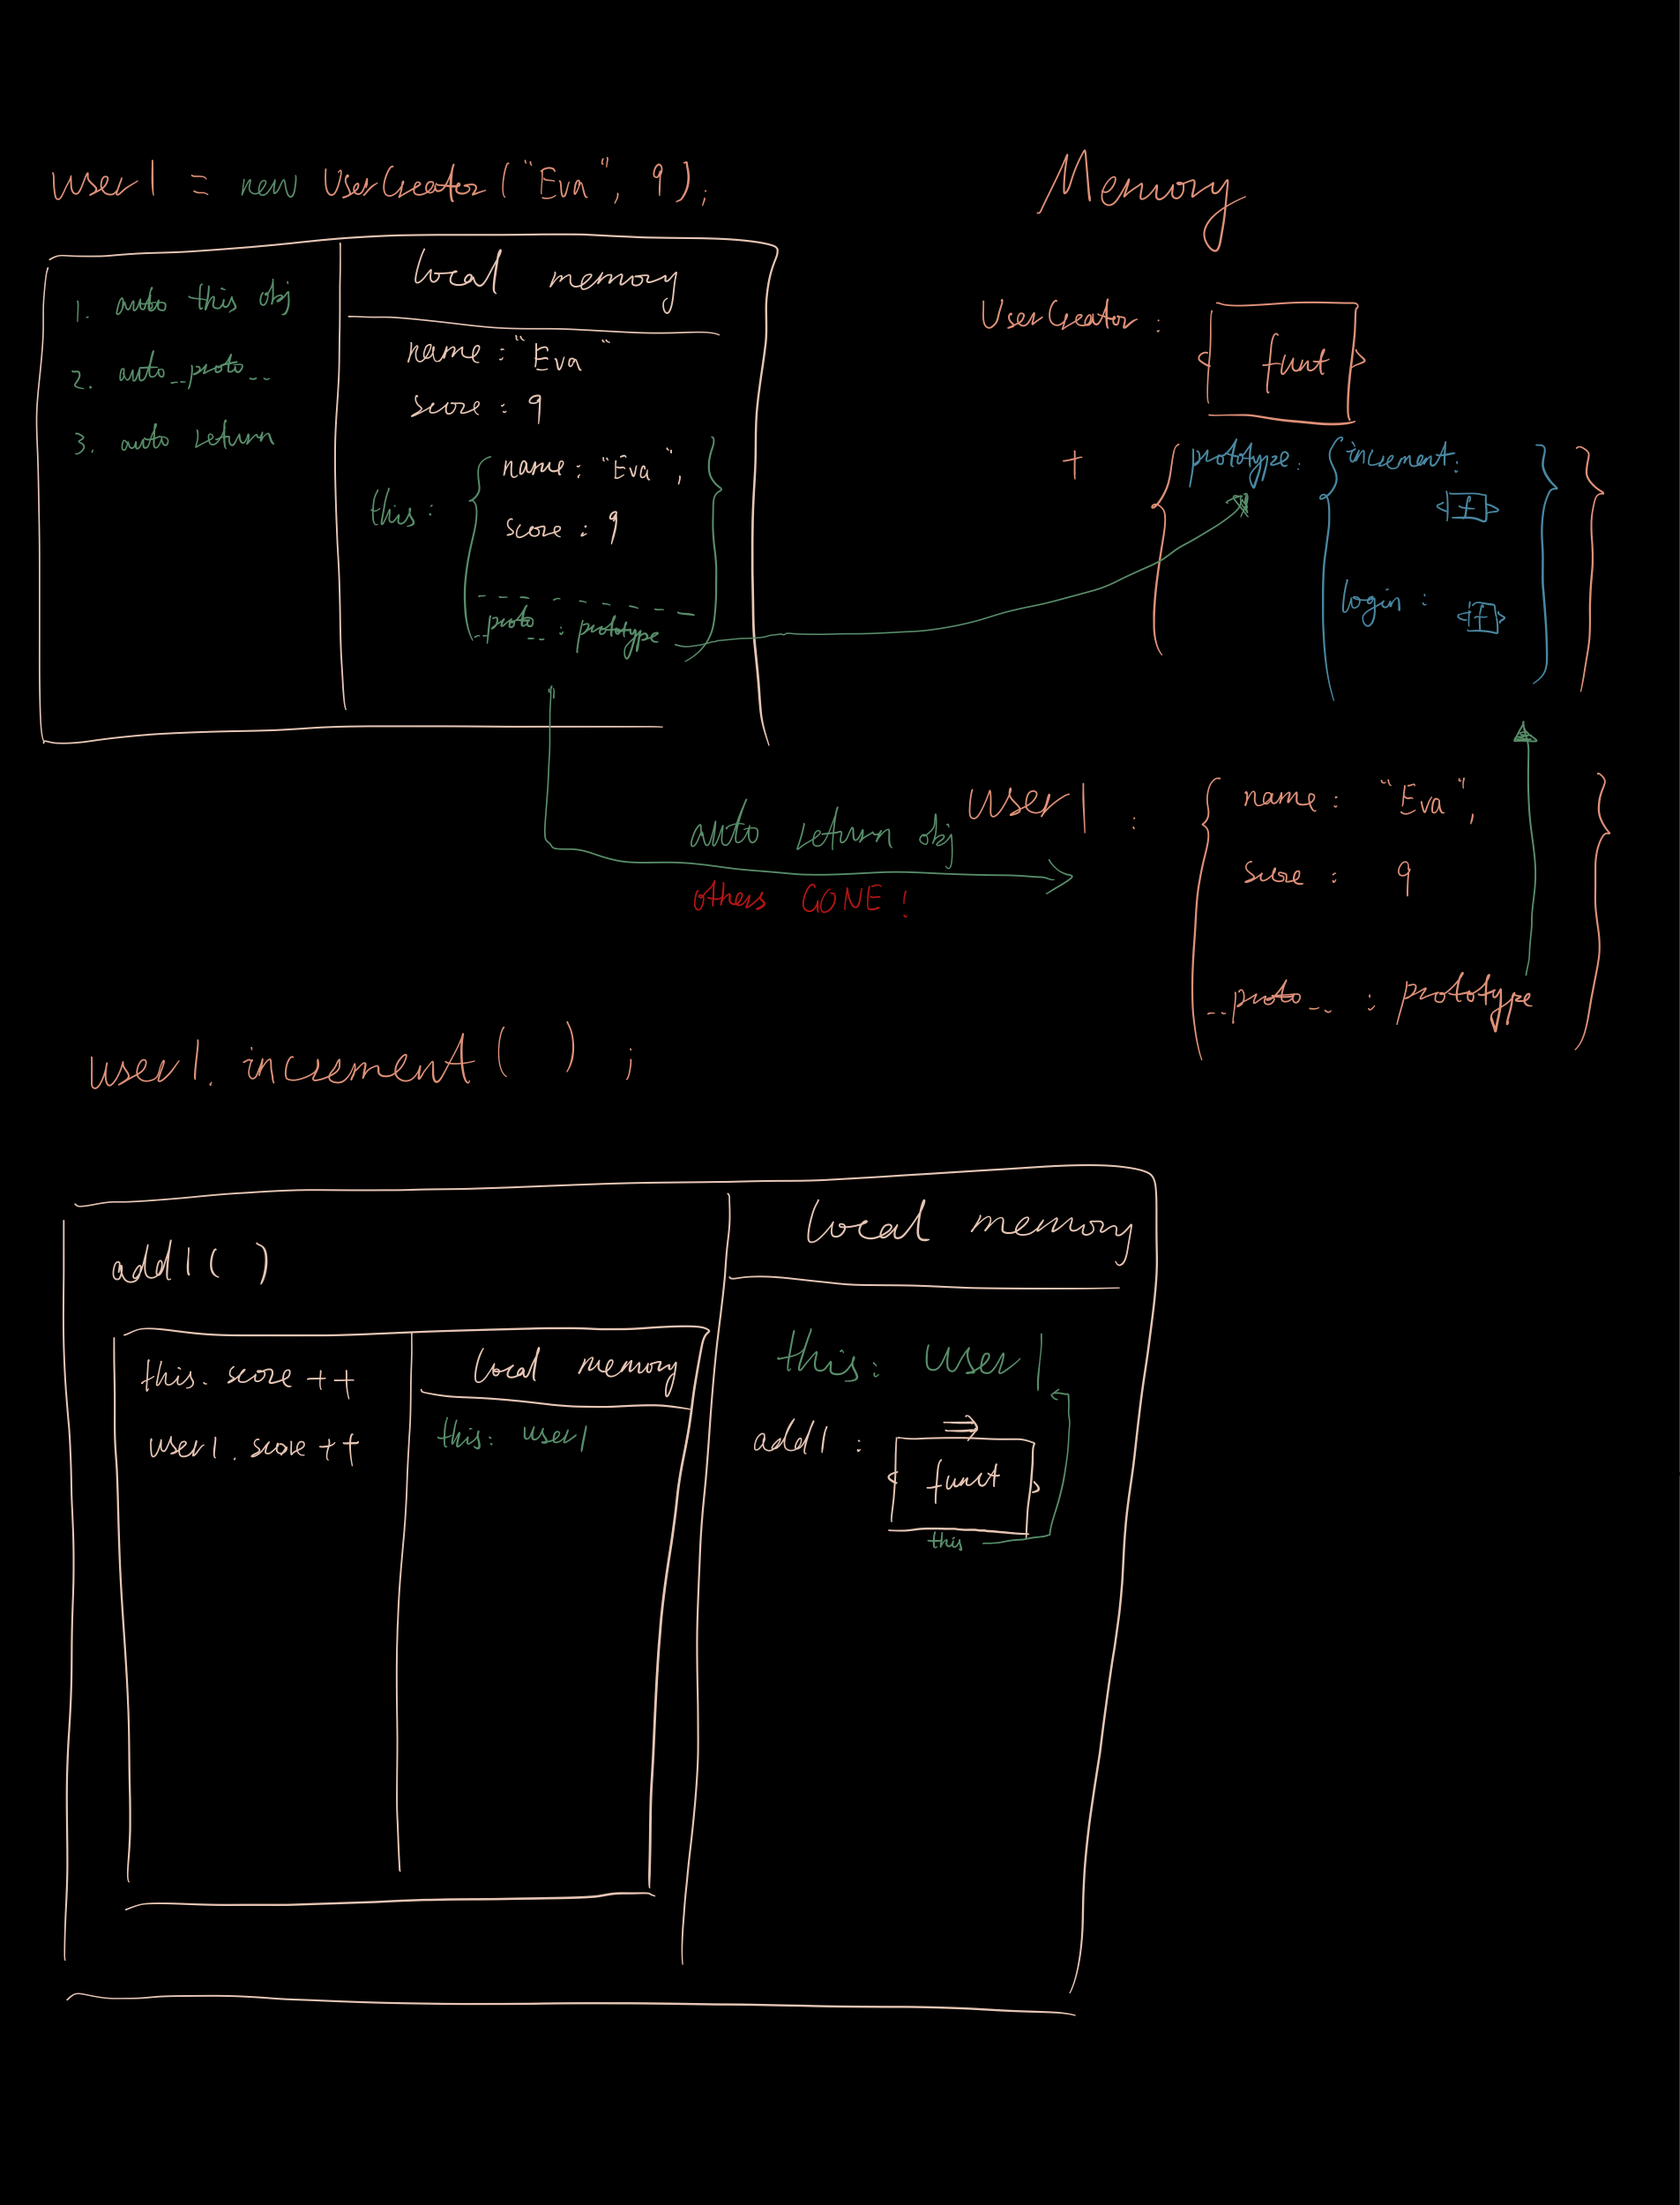 user1 = new UserCreator("Eva", 9);
local memory
1. auto this obj
2. auto __proto__
3. auto return
name : "Eva"
score : 9
this : { name : "Eva",
score : 9
__proto__ : prototype }
auto return obj
others GONE !
Memory
UserCreator : funt
+ { prototype : { increment :
f
login : f } }
user1 : { name : "Eva",
score : 9
__proto__ : prototype }
user1.increment( ) ;
add1( )
local memory
this. score ++
user1. score ++
local memory
this: user1
this: user1
add1 : ⇒
funct
this